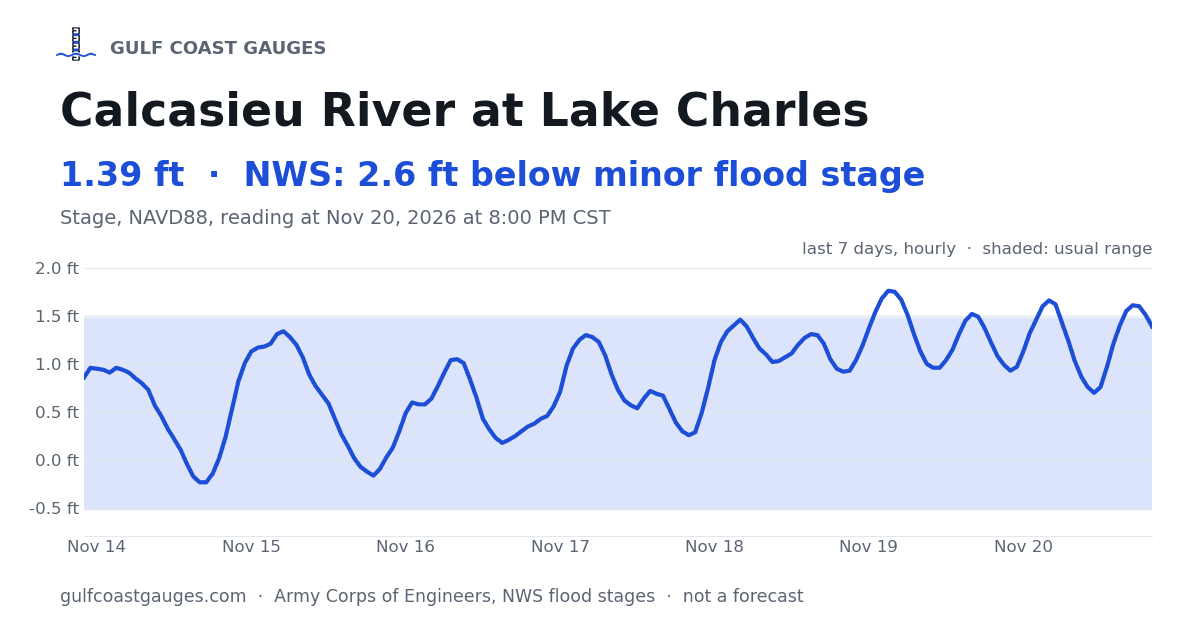 GULF COAST GAUGES
Calcasieu River at Lake Charles
1.39 ft · NWS: 2.6 ft below minor flood stage
Stage, NAVD88, reading at Nov 20, 2026 at 8:00 PM CST
last 7 days, hourly · shaded: usual range
2.0 ft
1.5 ft
1.0 ft
0.5 ft
0.0 ft
-0.5 ft
Nov 14 Nov 15 Nov 16 Nov 17 Nov 18 Nov 19 Nov 20
gulfcoastgauges.com · Army Corps of Engineers, NWS flood stages · not a forecast